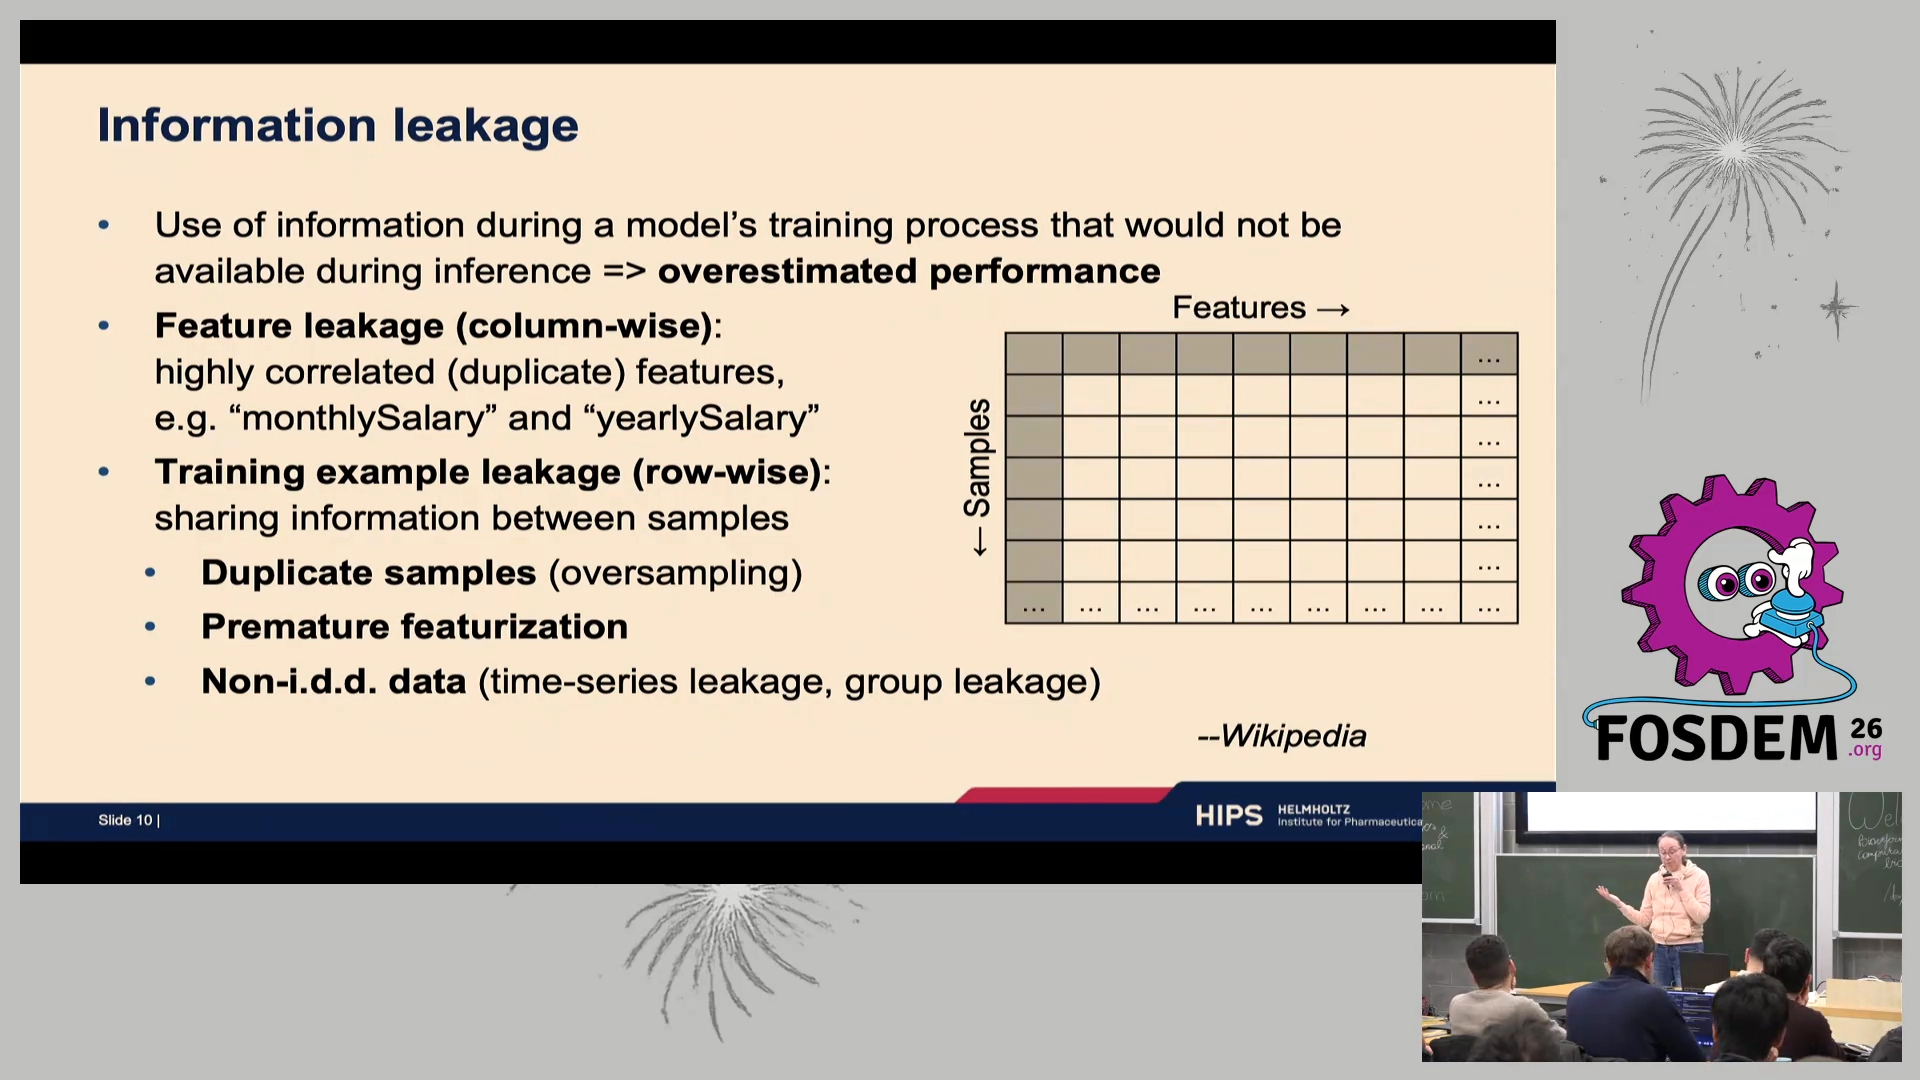 Information leakage
• Use of information during a model’s training process that would not be
available during inference => overestimated performance
• Feature leakage (column-wise):
highly correlated (duplicate) features,
e.g. “monthlySalary” and “yearlySalary”
• Training example leakage (row-wise):
sharing information between samples
• Duplicate samples (oversampling)
• Premature featurization
• Non-i.d.d. data (time-series leakage, group leakage)
Features →
← Samples
...
...
...
...
...
...
... ... ... ... ... ... ... ... ...
--Wikipedia
Slide 10 |
HIPS HELMHOLTZ
Institute for Pharmaceutica
FOSDEM 26
.org